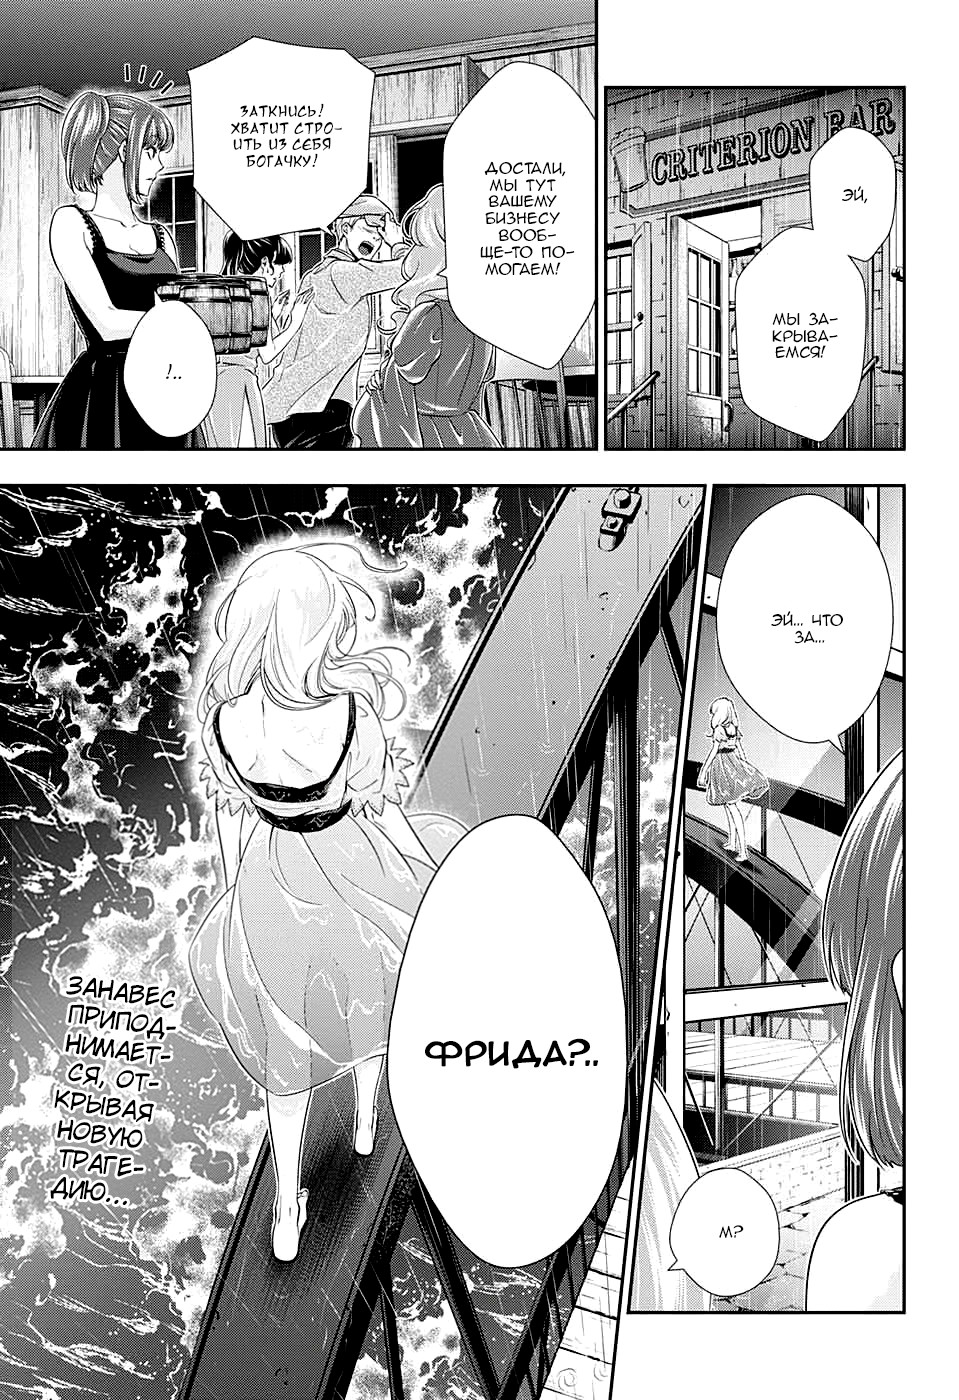 CRITERION BAR
ЭЙ,
МЫ ЗА-
КРЫВА-
ЕМСЯ!
ДОСТАЛИ,
МЫ ТУТ
ВАШЕМУ
БИЗНЕСУ
ВООБ-
ЩЕ-ТО ПО-
МОГАЕМ!
ЗАТКНИСЬ!
ХВАТИТ СТРО-
ИТЬ ИЗ СЕБЯ
БОГАЧКУ!
!..
ЭЙ... ЧТО
ЗА...
М?
ФРИДА?..
ЗАНАВЕС
ПРИПОД-
НИМАЕТ-
СЯ, ОТ-
КРЫВАЯ
НОВУЮ
ТРАГЕ-
ДИЮ...